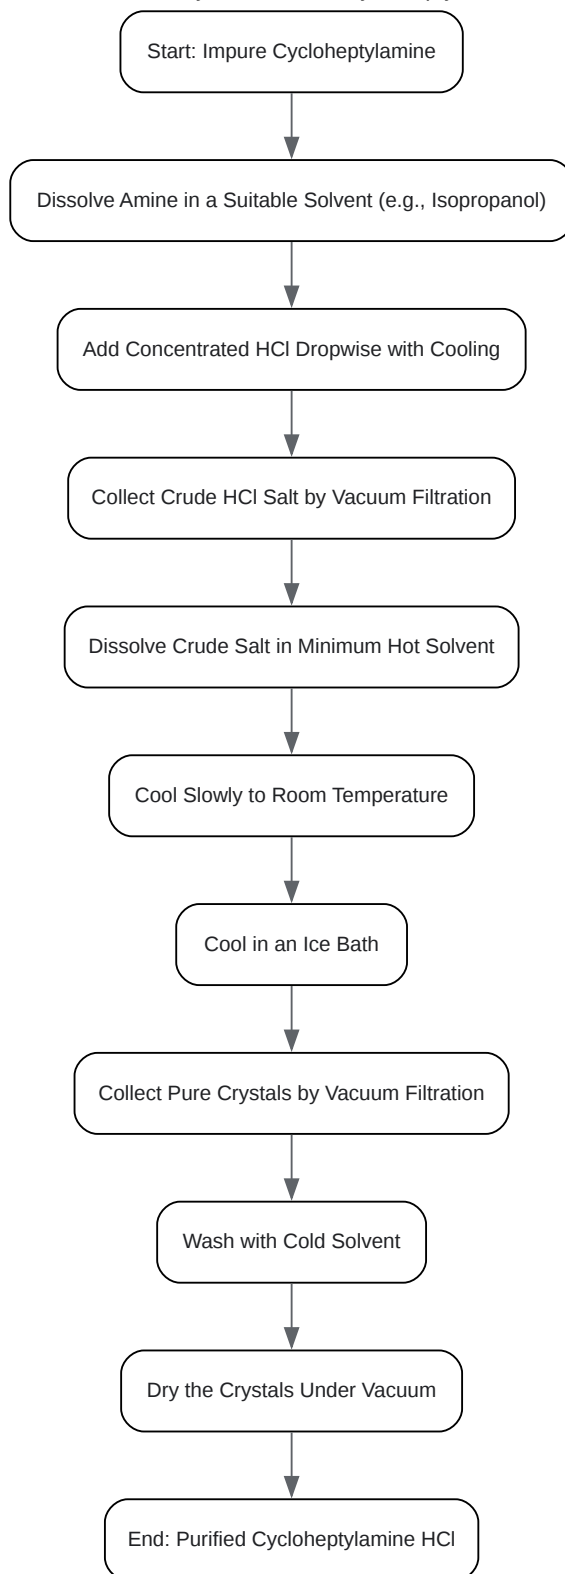 Start: Impure Cycloheptylamine
Dissolve Amine in a Suitable Solvent (e.g., Isopropanol)
Add Concentrated HCl Dropwise with Cooling
Collect Crude HCl Salt by Vacuum Filtration
Dissolve Crude Salt in Minimum Hot Solvent
Cool Slowly to Room Temperature
Cool in an Ice Bath
Collect Pure Crystals by Vacuum Filtration
Wash with Cold Solvent
Dry the Crystals Under Vacuum
End: Purified Cycloheptylamine HCl